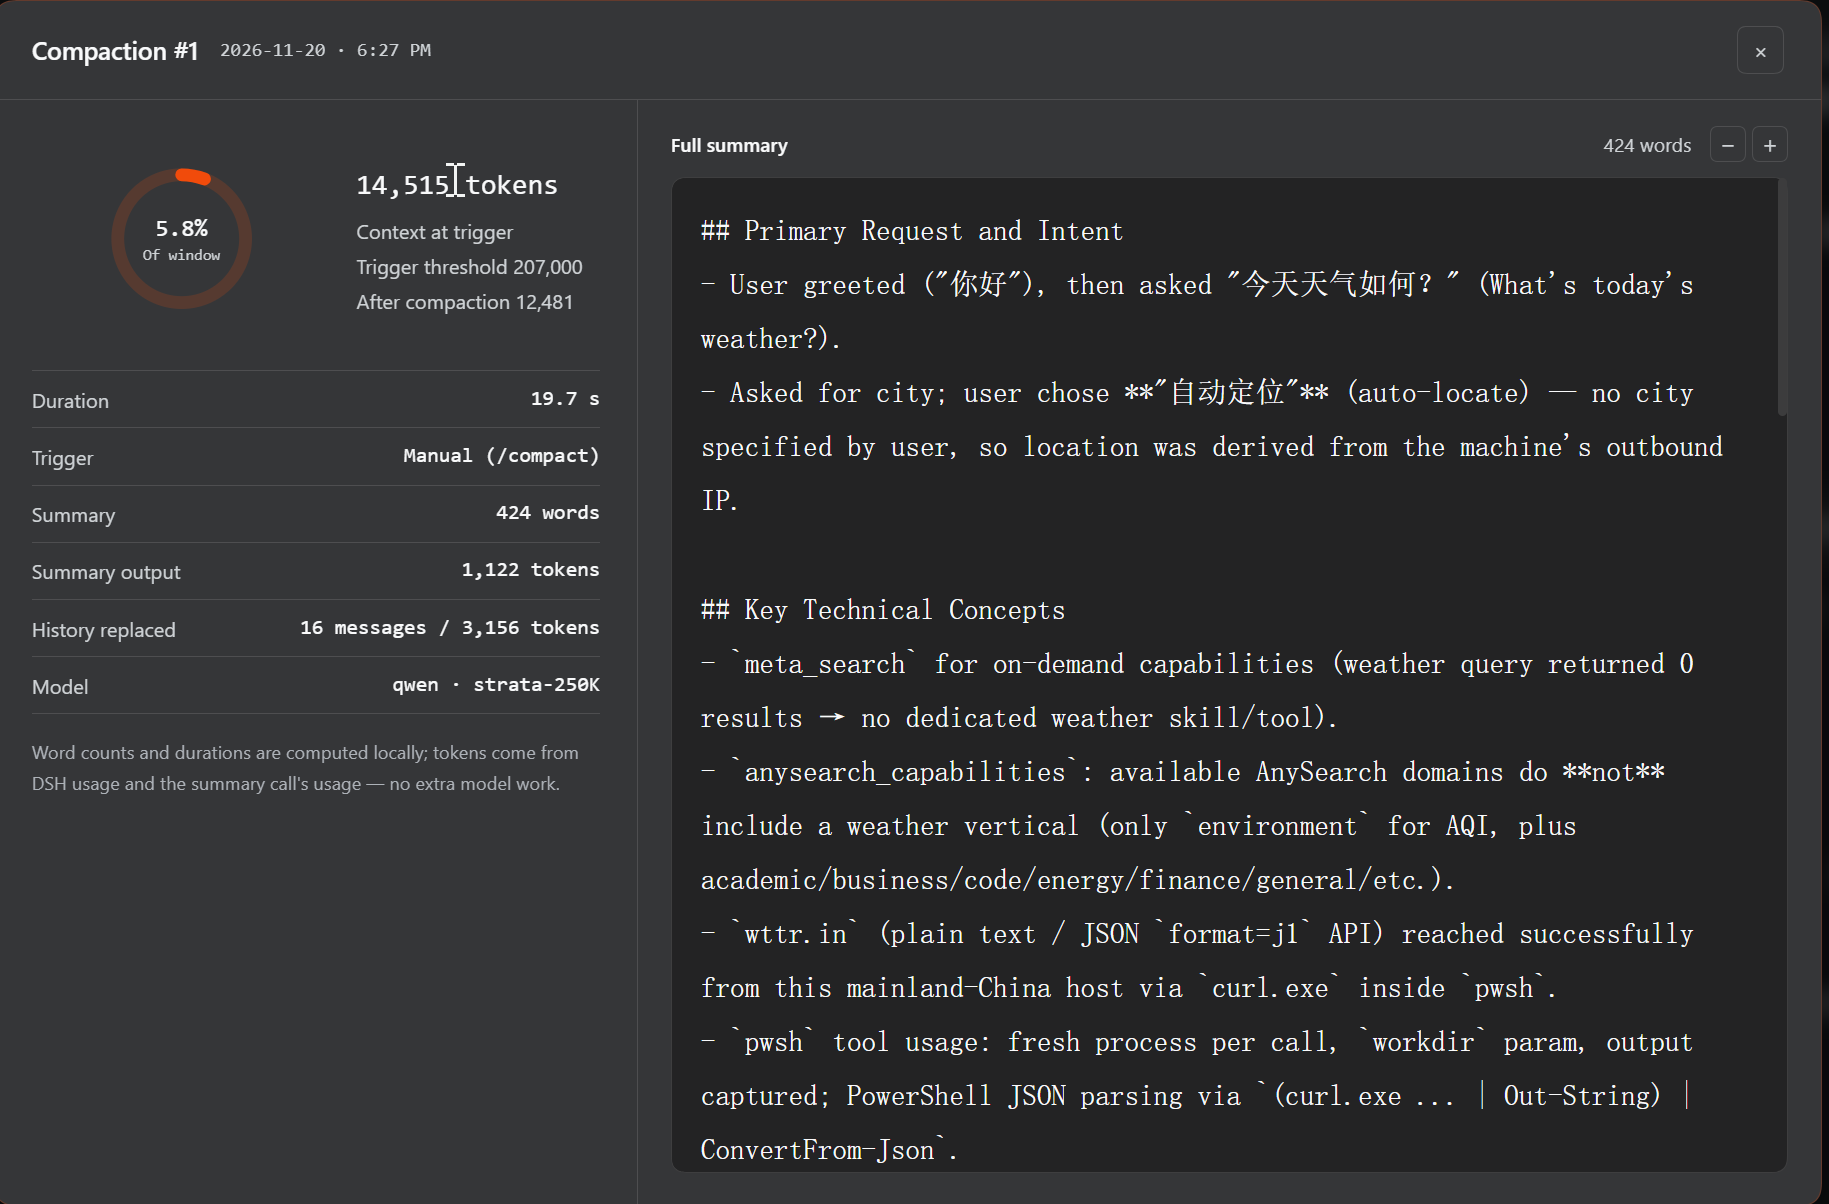 Compaction #1 2026-11-20 · 6:27 PM
×
5.8%
Of window
14,515 tokens
Context at trigger
Trigger threshold 207,000
After compaction 12,481
Duration 19.7 s
Trigger Manual (/compact)
Summary 424 words
Summary output 1,122 tokens
History replaced 16 messages / 3,156 tokens
Model qwen · strata-250K
Word counts and durations are computed locally; tokens come from
DSH usage and the summary call's usage — no extra model work.
Full summary 424 words − +
## Primary Request and Intent
- User greeted ("你好"), then asked "今天天气如何？" (What's today's
weather?).
- Asked for city; user chose **"自动定位"** (auto-locate) — no city
specified by user, so location was derived from the machine's outbound
IP.
## Key Technical Concepts
- `meta_search` for on-demand capabilities (weather query returned 0
results → no dedicated weather skill/tool).
- `anysearch_capabilities`: available AnySearch domains do **not**
include a weather vertical (only `environment` for AQI, plus
academic/business/code/energy/finance/general/etc.).
- `wttr.in` (plain text / JSON `format=j1` API) reached successfully
from this mainland-China host via `curl.exe` inside `pwsh`.
- `pwsh` tool usage: fresh process per call, `workdir` param, output
captured; PowerShell JSON parsing via `(curl.exe ... | Out-String) |
ConvertFrom-Json`.